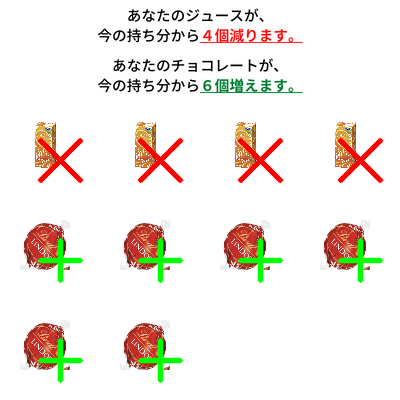 あなたのジュースが、
今の持ち分から４個減ります。
あなたのチョコレートが、
今の持ち分から６個増えます。